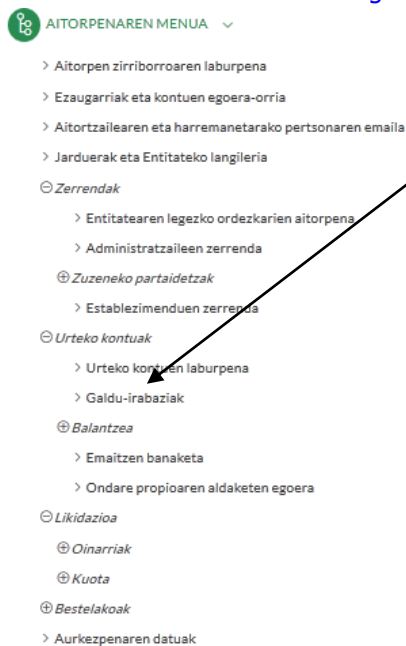 AITORPENAREN MENUA
> Aitorpen zirriborroaren laburpena
> Ezaugarriak eta kontuen egoera-orria
> Aitortzailearen eta harremanetarako pertsonaren emaila
> Jarduerak eta Entitateko langileria
Zerrendak
> Entitatearen legezko ordezkarien aitorpena
> Administratzaileen zerrenda
Zuzeneko partaidetzak
> Establezimenduen zerrenda
Urteko kontuak
> Urteko kontuen laburpena
> Galdu-irabaziak
Balantzea
> Emaitzen banaketa
> Ondare propioaren aldaketen egoera
Likidazioa
Oinarriak
Kuota
Bestelakoak
> Aurkezpenaren datuak